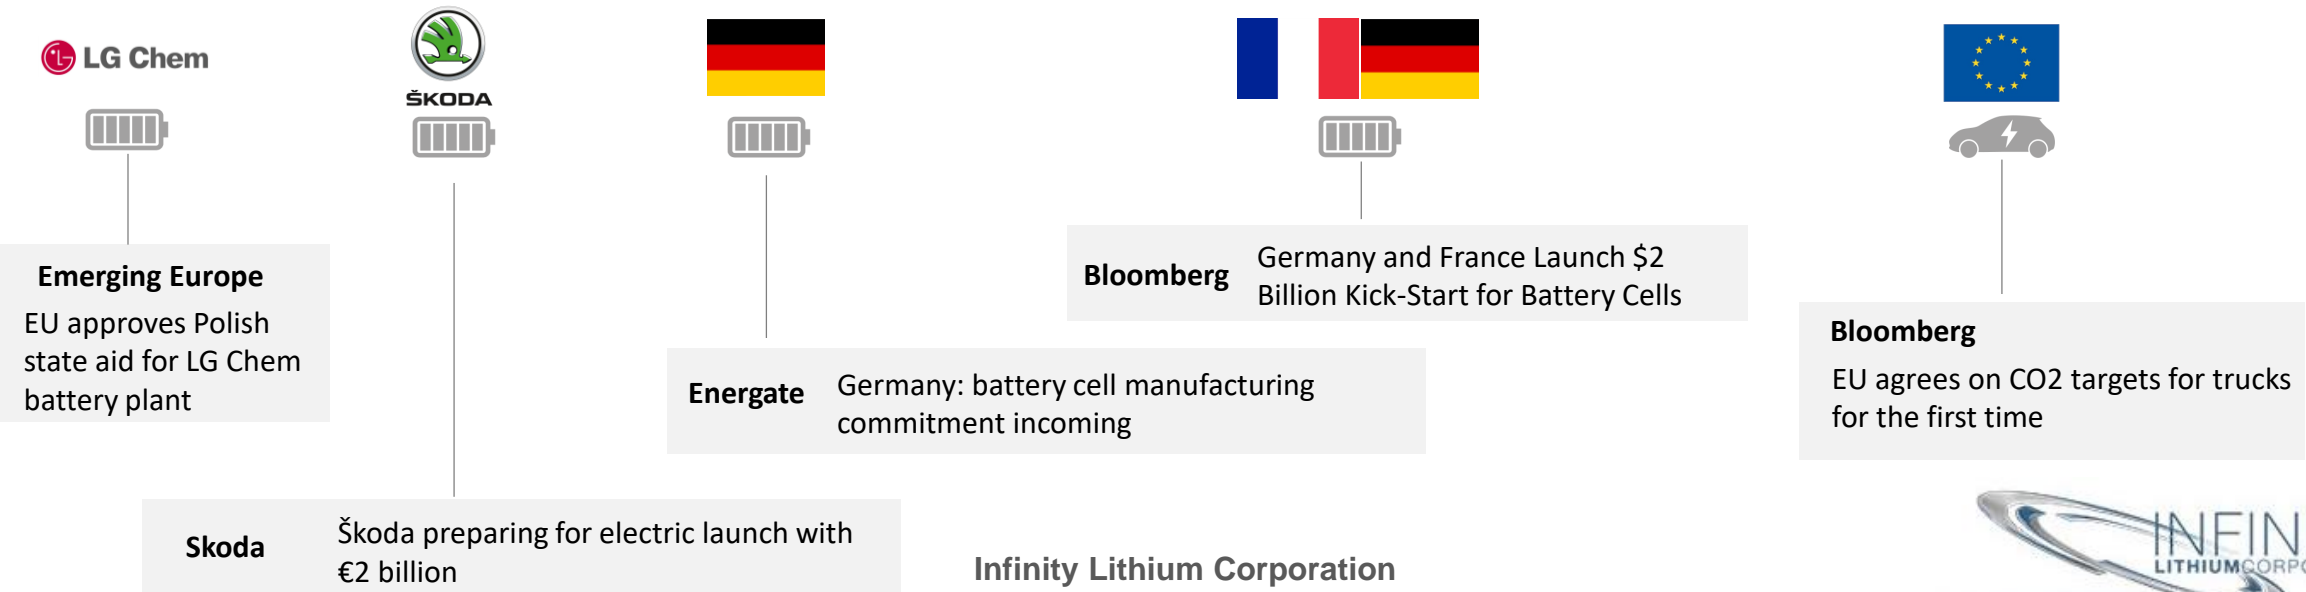 LG Chem
ŠKODA
Emerging Europe
EU approves Polish
state aid for LG Chem
battery plant
Skoda
Škoda preparing for electric launch with
€2 billion
Energate
Germany: battery cell manufacturing
commitment incoming
Bloomberg
Germany and France Launch $2
Billion Kick-Start for Battery Cells
Bloomberg
EU agrees on CO2 targets for trucks
for the first time
Infinity Lithium Corporation
INFIN
LITHIUMCORPO